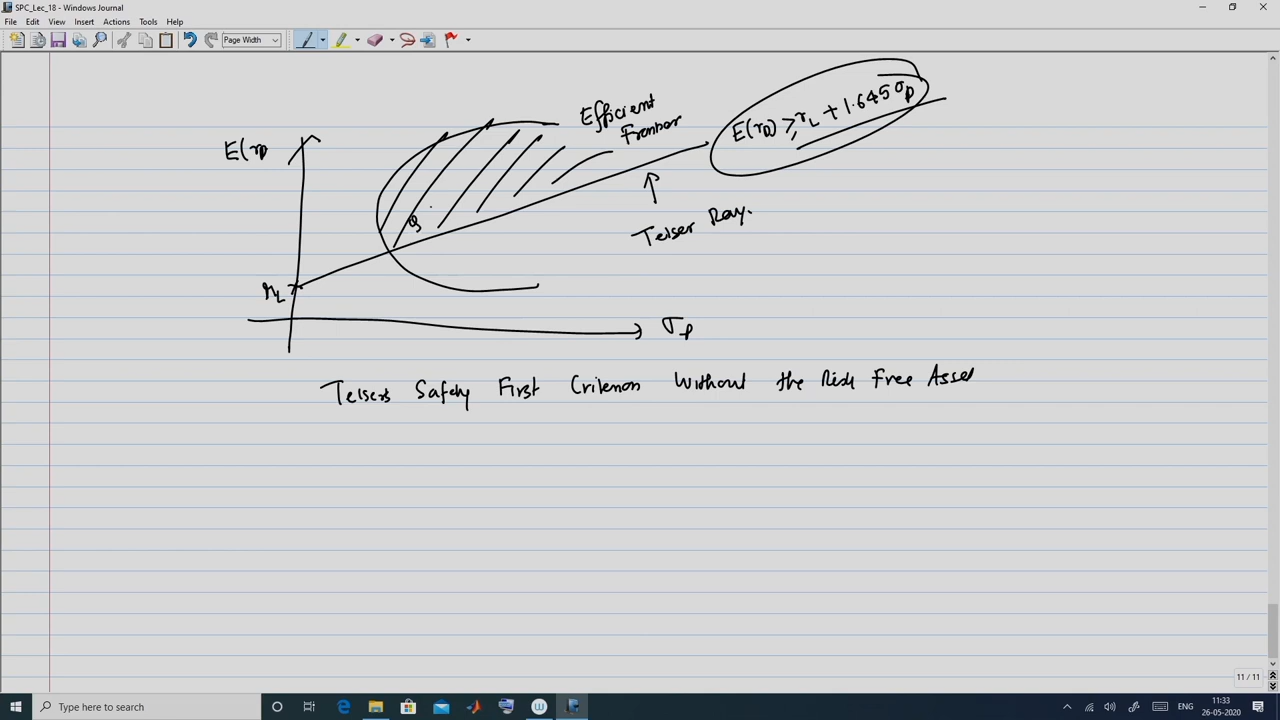 SPC_Lec_18 - Windows Journal
File Edit View Insert Actions Tools Help
Page Width
Efficient
Frontier
E(rp) ≥ rL + 1.645σp
E(rp
Telser Ray.
rL
σp
Telser's Safety First Criterion Without the Risk Free Asset
11 / 11
Type here to search
ENG
11:33
26-05-2020